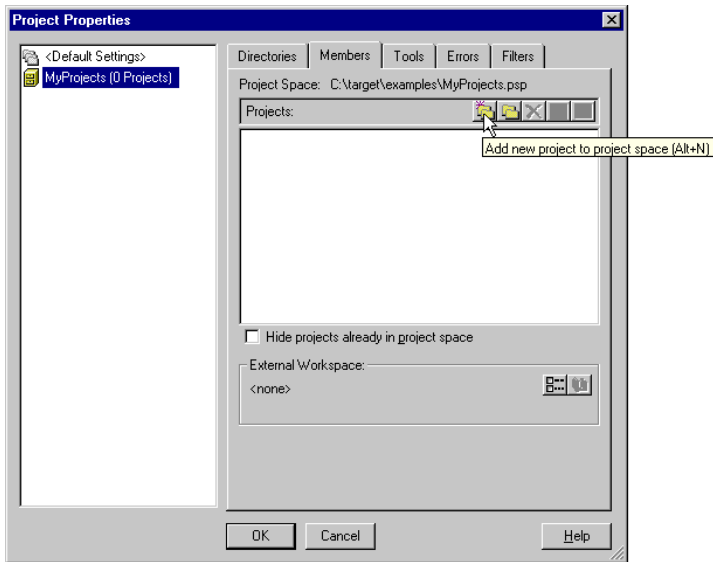 Project Properties
<Default Settings>
MyProjects (0 Projects)
Directories Members Tools Errors Filters
Project Space: C:\target\examples\MyProjects.psp
Projects:
Add new project to project space (Alt+N)
Hide projects already in project space
External Workspace:
<none>
OK Cancel Help